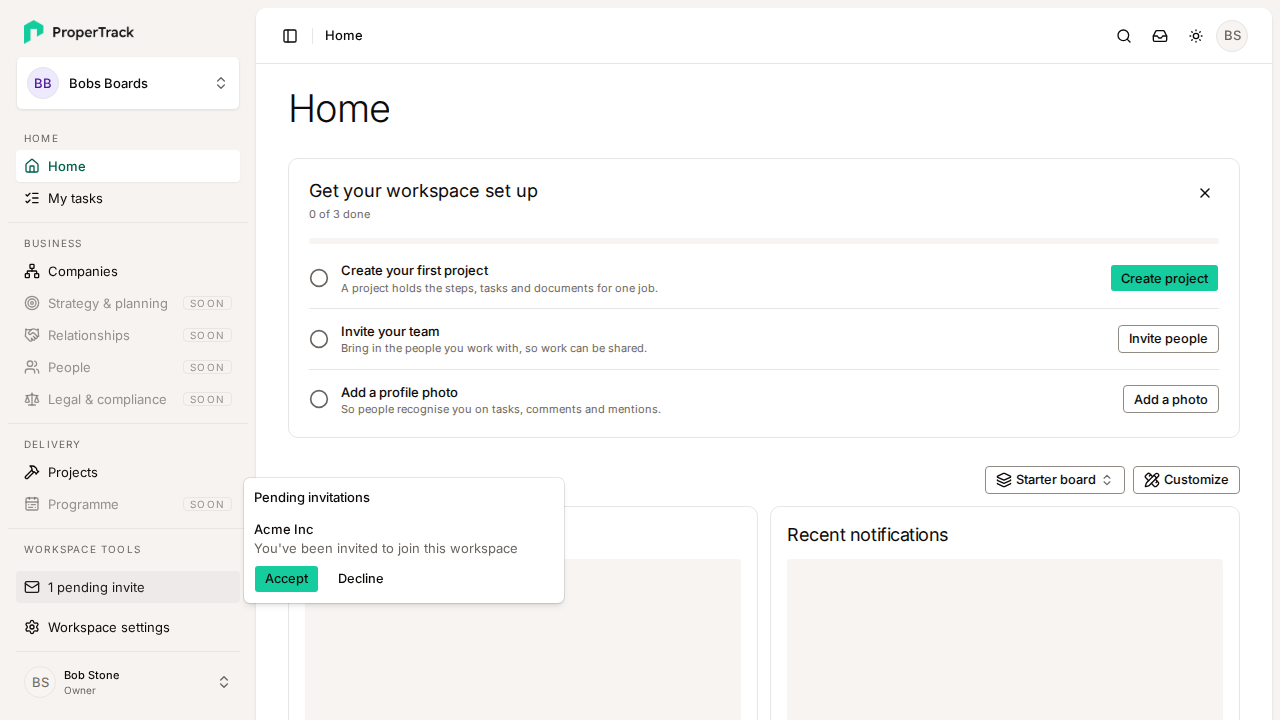 ProperTrack
BB Bobs Boards
HOME
Home
My tasks
BUSINESS
Companies
Strategy & planning SOON
Relationships SOON
People SOON
Legal & compliance SOON
DELIVERY
Projects
Programme SOON
WORKSPACE TOOLS
1 pending invite
Workspace settings
BS Bob Stone
Owner
Home
BS
Home
Get your workspace set up
0 of 3 done
Create your first project
A project holds the steps, tasks and documents for one job.
Create project
Invite your team
Bring in the people you work with, so work can be shared.
Invite people
Add a profile photo
So people recognise you on tasks, comments and mentions.
Add a photo
Starter board
Customize
Pending invitations
Acme Inc
You've been invited to join this workspace
Accept Decline
Recent notifications